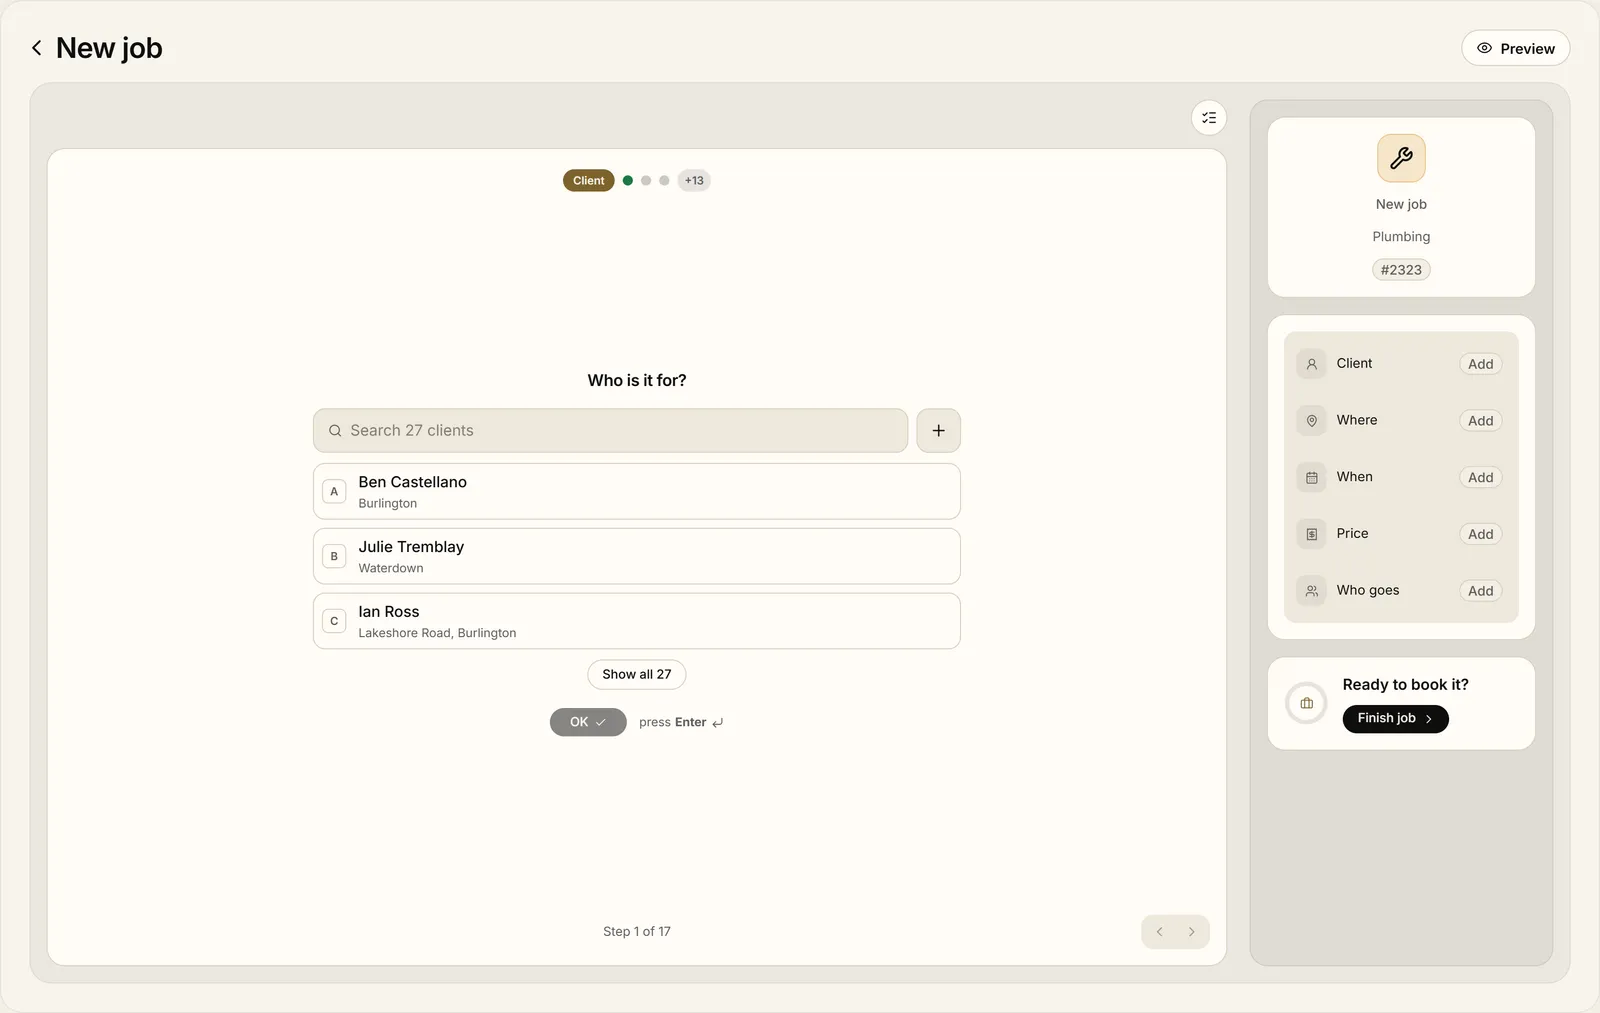 New job
Preview
Client
+13
Who is it for?
Search 27 clients
A
Ben Castellano
Burlington
B
Julie Tremblay
Waterdown
C
Ian Ross
Lakeshore Road, Burlington
Show all 27
OK
press Enter
Step 1 of 17
New job
Plumbing
#2323
Client Add
Where Add
When Add
Price Add
Who goes Add
Ready to book it?
Finish job